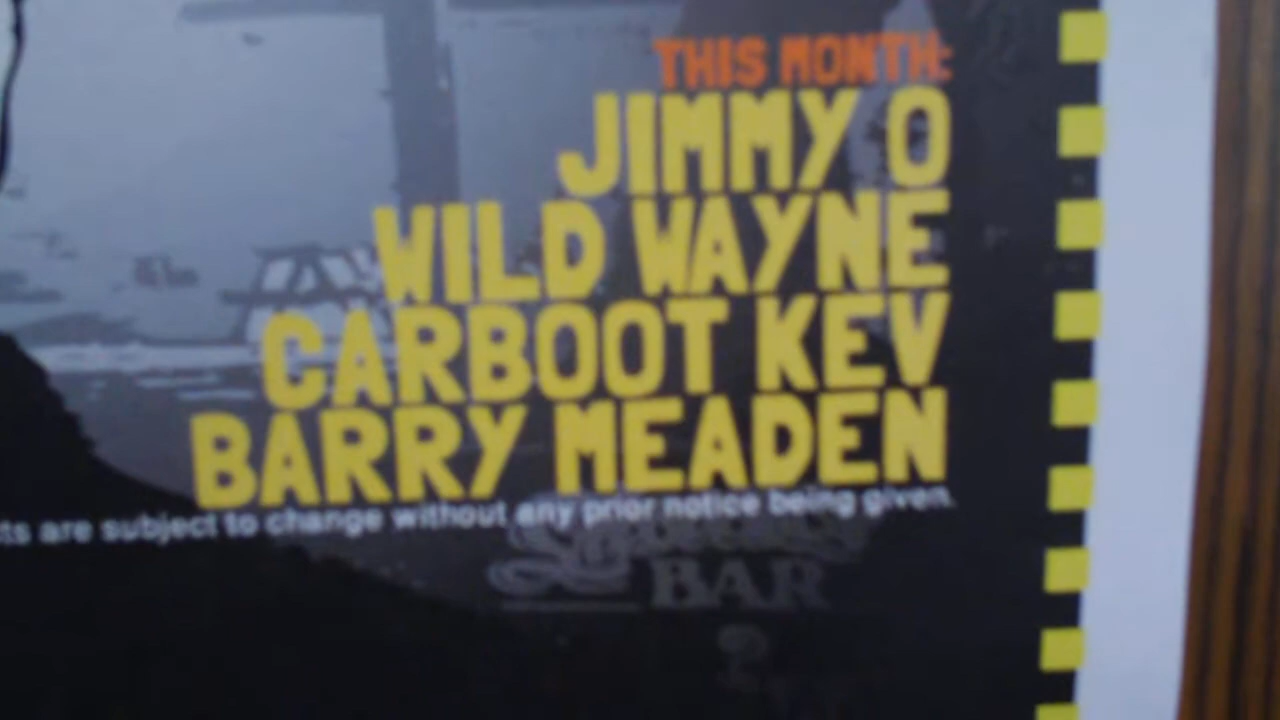 THIS MONTH:
JIMMY O
WILD WAYNE
CARBOOT KEV
BARRY MEADEN
ts are subject to change without any prior notice being given.
BAR